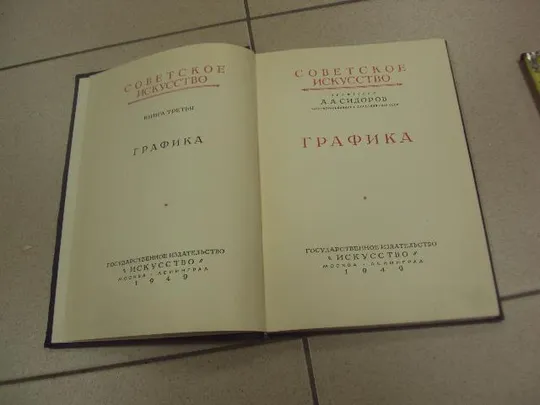 СОВЕТСКОЕ
ИСКУССТВО
КНИГА ТРЕТЬЯ
ГРАФИКА
ГОСУДАРСТВЕННОЕ ИЗДАТЕЛЬСТВО
ИСКУССТВО
МОСКВА · ЛЕНИНГРАД
1949
СОВЕТСКОЕ
ИСКУССТВО
А. А. СИДОРОВ
ГРАФИКА
ГОСУДАРСТВЕННОЕ ИЗДАТЕЛЬСТВО
ИСКУССТВО
МОСКВА · ЛЕНИНГРАД
1949